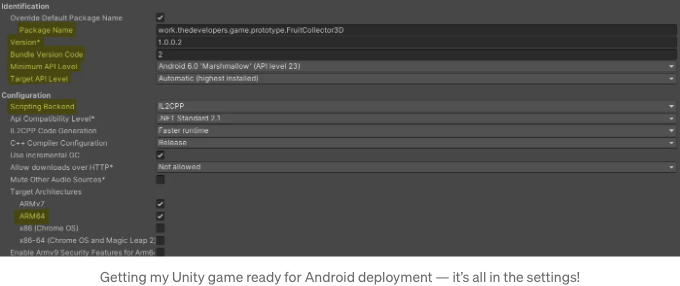 Identification
Override Default Package Name
Package Name work.thedevelopers.game.prototype.FruitCollector3D
Version* 1.0.0.2
Bundle Version Code 2
Minimum API Level Android 6.0 'Marshmallow' (API level 23)
Target API Level Automatic (highest installed)
Configuration
Scripting Backend IL2CPP
Api Compatibility Level* .NET Standard 2.1
IL2CPP Code Generation Faster runtime
C++ Compiler Configuration Release
Use incremental GC
Allow downloads over HTTP* Not allowed
Mute Other Audio Sources*
Target Architectures
ARMv7
ARM64
x86 (Chrome OS)
x86-64 (Chrome OS and Magic Leap 2)
Enable Armv9 Security Features for Arm64
Getting my Unity game ready for Android deployment — it's all in the settings!